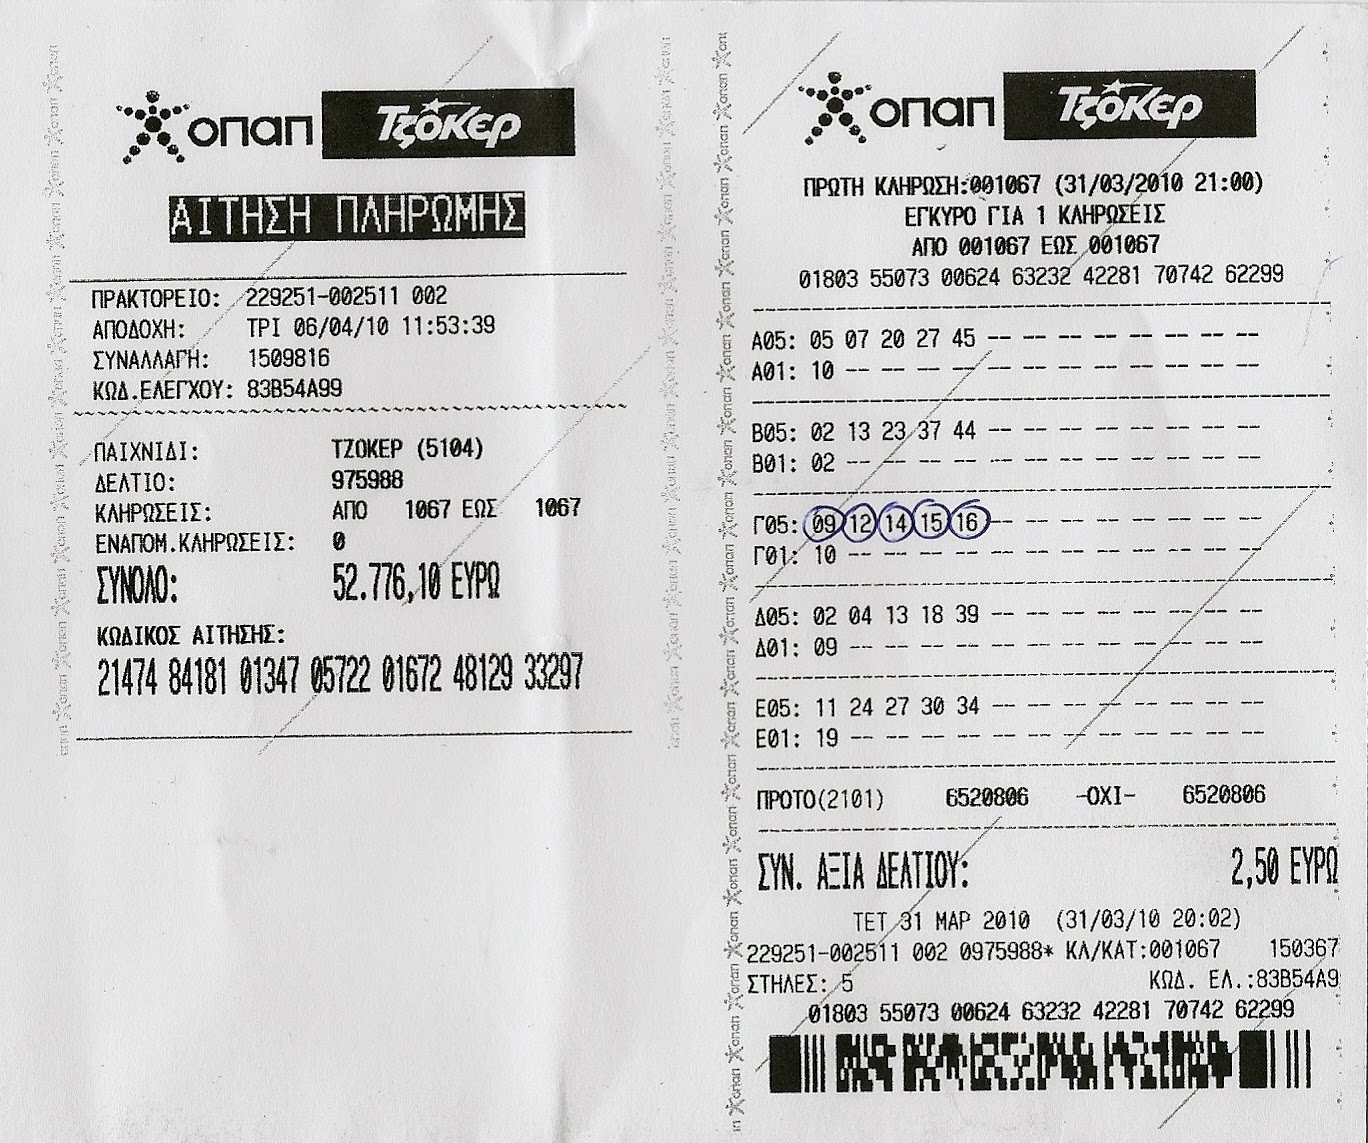 οπαπ Τζόκερ
ΑΙΤΗΣΗ ΠΛΗΡΩΜΗΣ
ΠΡΑΚΤΟΡΕΙΟ: 229251-002511 002
ΑΠΟΔΟΧΗ: ΤΡΙ 06/04/10 11:53:39
ΣΥΝΑΛΛΑΓΗ: 1509816
ΚΩΔ.ΕΛΕΓΧΟΥ: 83B54A99
ΠΑΙΧΝΙΔΙ: ΤΖΟΚΕΡ (5104)
ΔΕΛΤΙΟ: 975988
ΚΛΗΡΩΣΕΙΣ: ΑΠΟ 1067 ΕΩΣ 1067
ΕΝΑΠΟΜ.ΚΛΗΡΩΣΕΙΣ: 0
ΣΥΝΟΛΟ: 52.776,10 ΕΥΡΩ
ΚΩΔΙΚΟΣ ΑΙΤΗΣΗΣ:
21474 84181 01347 05722 01672 48129 33297
οπαπ Τζόκερ
ΠΡΩΤΗ ΚΛΗΡΩΣΗ:001067 (31/03/2010 21:00)
ΕΓΚΥΡΟ ΓΙΑ 1 ΚΛΗΡΩΣΕΙΣ
ΑΠΟ 001067 ΕΩΣ 001067
01803 55073 00624 63232 42281 70742 62299
Α05: 05 07 20 27 45 -- -- -- -- -- -- -- --
Α01: 10 -- -- -- -- -- -- -- -- -- -- -- --
Β05: 02 13 23 37 44 -- -- -- -- -- -- -- --
Β01: 02 -- -- -- -- -- -- -- -- -- -- -- --
Γ05: 09 12 14 15 16 -- -- -- -- -- -- -- --
Γ01: 10 -- -- -- -- -- -- -- -- -- -- -- --
Δ05: 02 04 13 18 39 -- -- -- -- -- -- -- --
Δ01: 09 -- -- -- -- -- -- -- -- -- -- -- --
Ε05: 11 24 27 30 34 -- -- -- -- -- -- -- --
Ε01: 19 -- -- -- -- -- -- -- -- -- -- -- --
ΠΡΟΤΟ(2101) 6520806 -ΟΧΙ- 6520806
ΣΥΝ. ΑΞΙΑ ΔΕΛΤΙΟΥ: 2,50 ΕΥΡΩ
ΤΕΤ 31 ΜΑΡ 2010 (31/03/10 20:02)
229251-002511 002 0975988* ΚΛ/ΚΑΤ:001067 150367
ΣΤΗΛΕΣ: 5 ΚΩΔ. ΕΛ.:83B54A9
01803 55073 00624 63232 42281 70742 62299